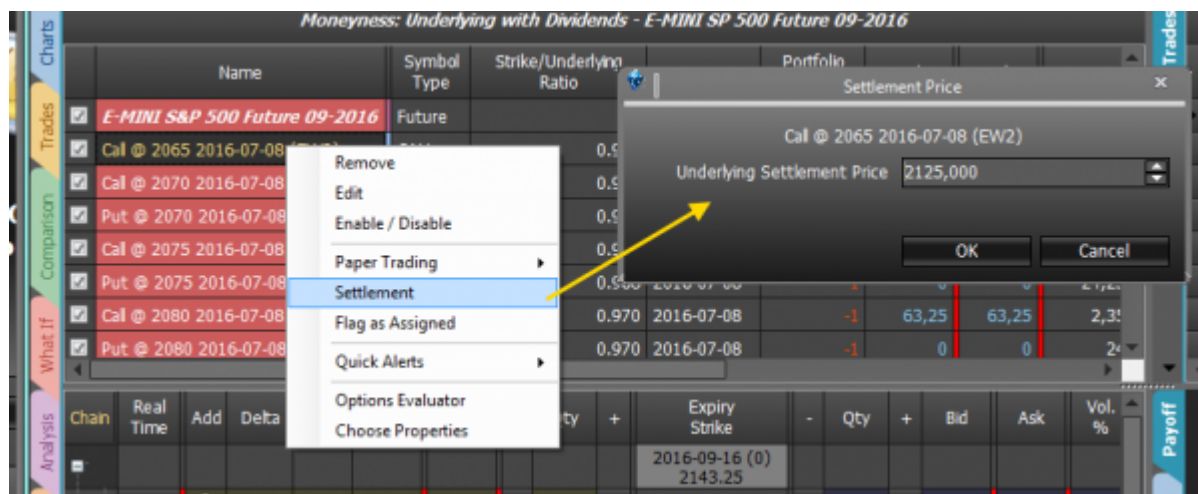 Moneyness: Underlying with Dividends - E-MINI SP 500 Future 09-2016
Charts
Trades
Comparison
What If
Analysis
Trades
Payoff
Name
Symbol Type
Strike/Underlying Ratio
Portfolio
E-MINI S&P 500 Future 09-2016 Future
Call @ 2065 2016-07-08 (EW2)
Call @ 2070 2016-07-08
Put @ 2070 2016-07-08
Call @ 2075 2016-07-08
Put @ 2075 2016-07-08
Call @ 2080 2016-07-08 0.970 2016-07-08 -1 63,25 63,25
Put @ 2080 2016-07-08 0.970 2016-07-08 -1 0 0
Remove
Edit
Enable / Disable
Paper Trading
Settlement
Flag as Assigned
Quick Alerts
Options Evaluator
Choose Properties
Settlement Price
Call @ 2065 2016-07-08 (EW2)
Underlying Settlement Price 2125,000
OK Cancel
Chain
Real Time
Add Delta
+
Expiry Strike
- Qty + Bid Ask
Vol. %
2016-09-16 (0)
2143.25